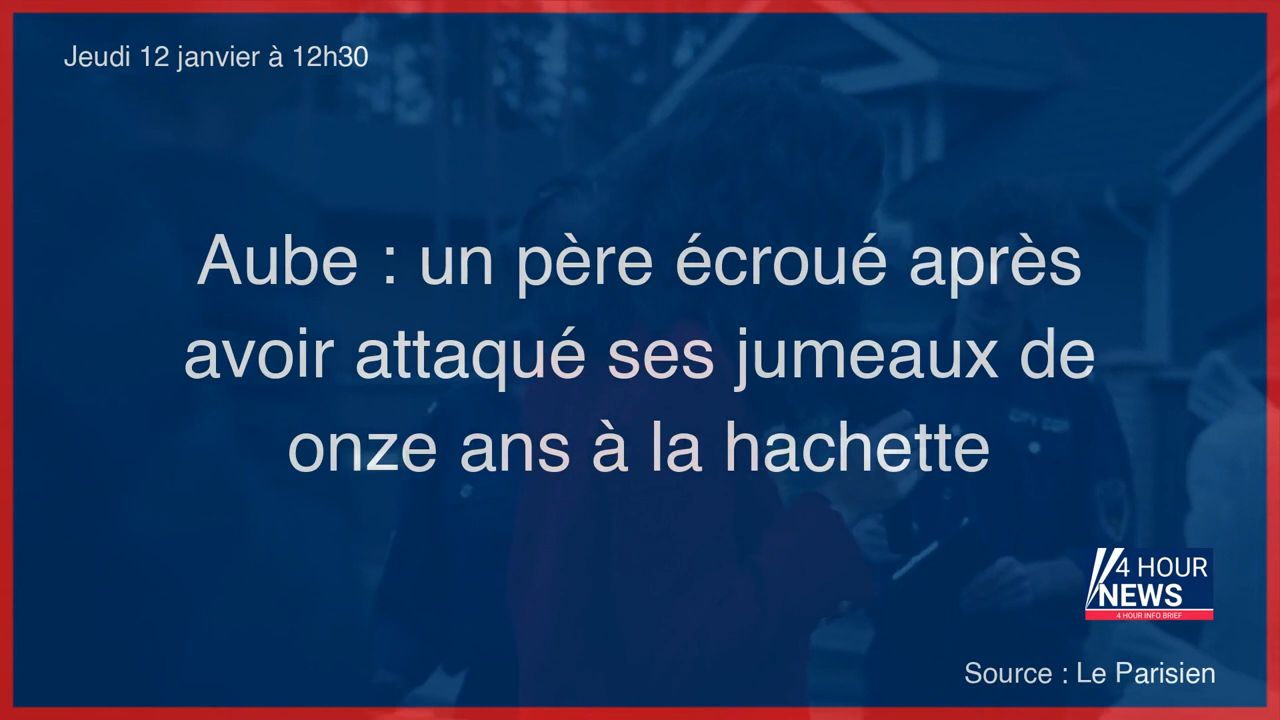 Jeudi 12 janvier à 12h30
Aube : un père écroué après
avoir attaqué ses jumeaux de
onze ans à la hachette
4 HOUR
NEWS
4 HOUR INFO BRIEF
Source : Le Parisien